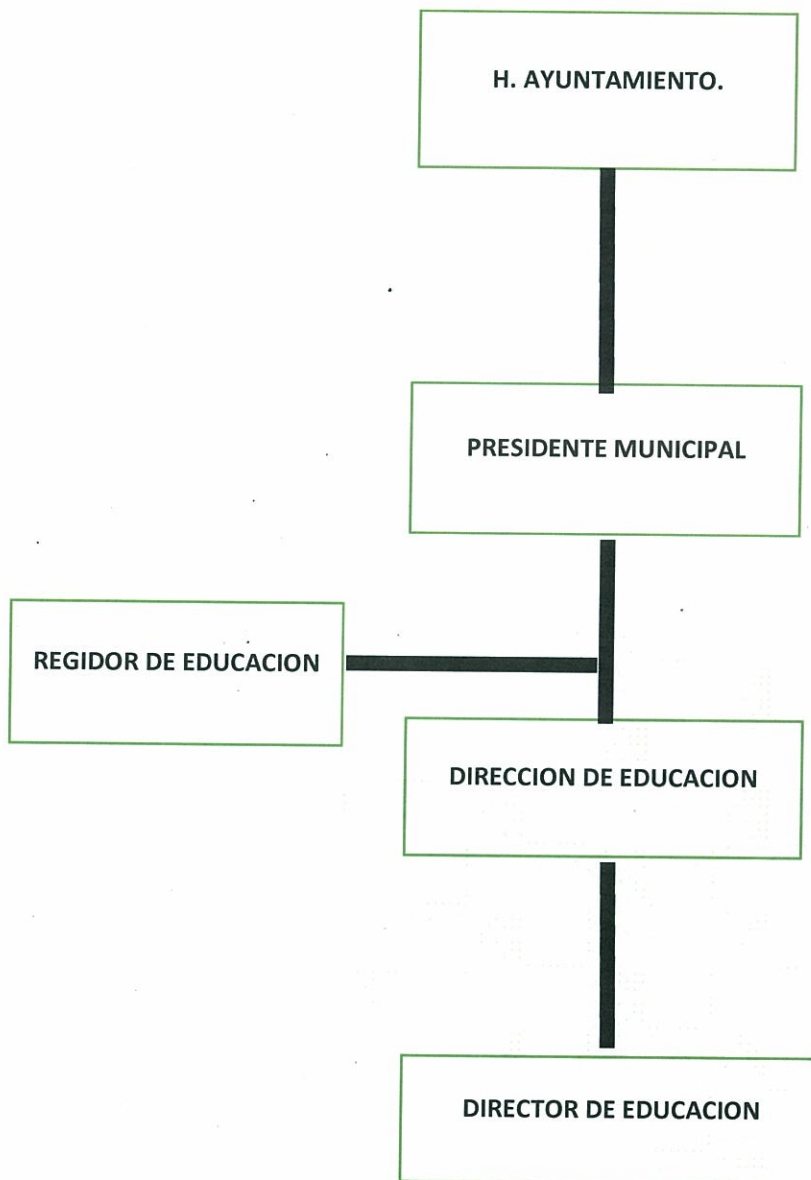 H. AYUNTAMIENTO.
PRESIDENTE MUNICIPAL
REGIDOR DE EDUCACION
DIRECCION DE EDUCACION
DIRECTOR DE EDUCACION